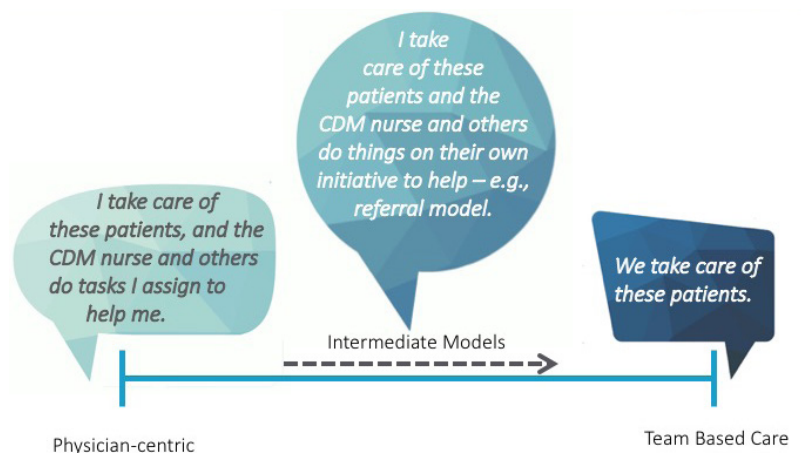 I take care of
these patients, and the
CDM nurse and others
do tasks I assign to
help me.
I take
care of these
patients and the
CDM nurse and others
do things on their own
initiative to help – e.g.,
referral model.
We take care of
these patients.
Intermediate Models
Physician-centric
Team Based Care